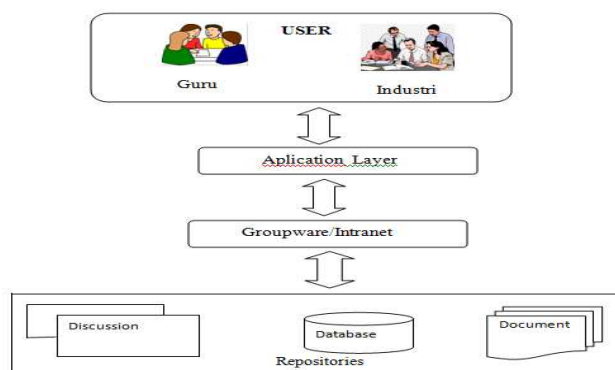 USER
Guru
Industri
Aplication Layer
Groupware/Intranet
Discussion
Database
Document
Repositories